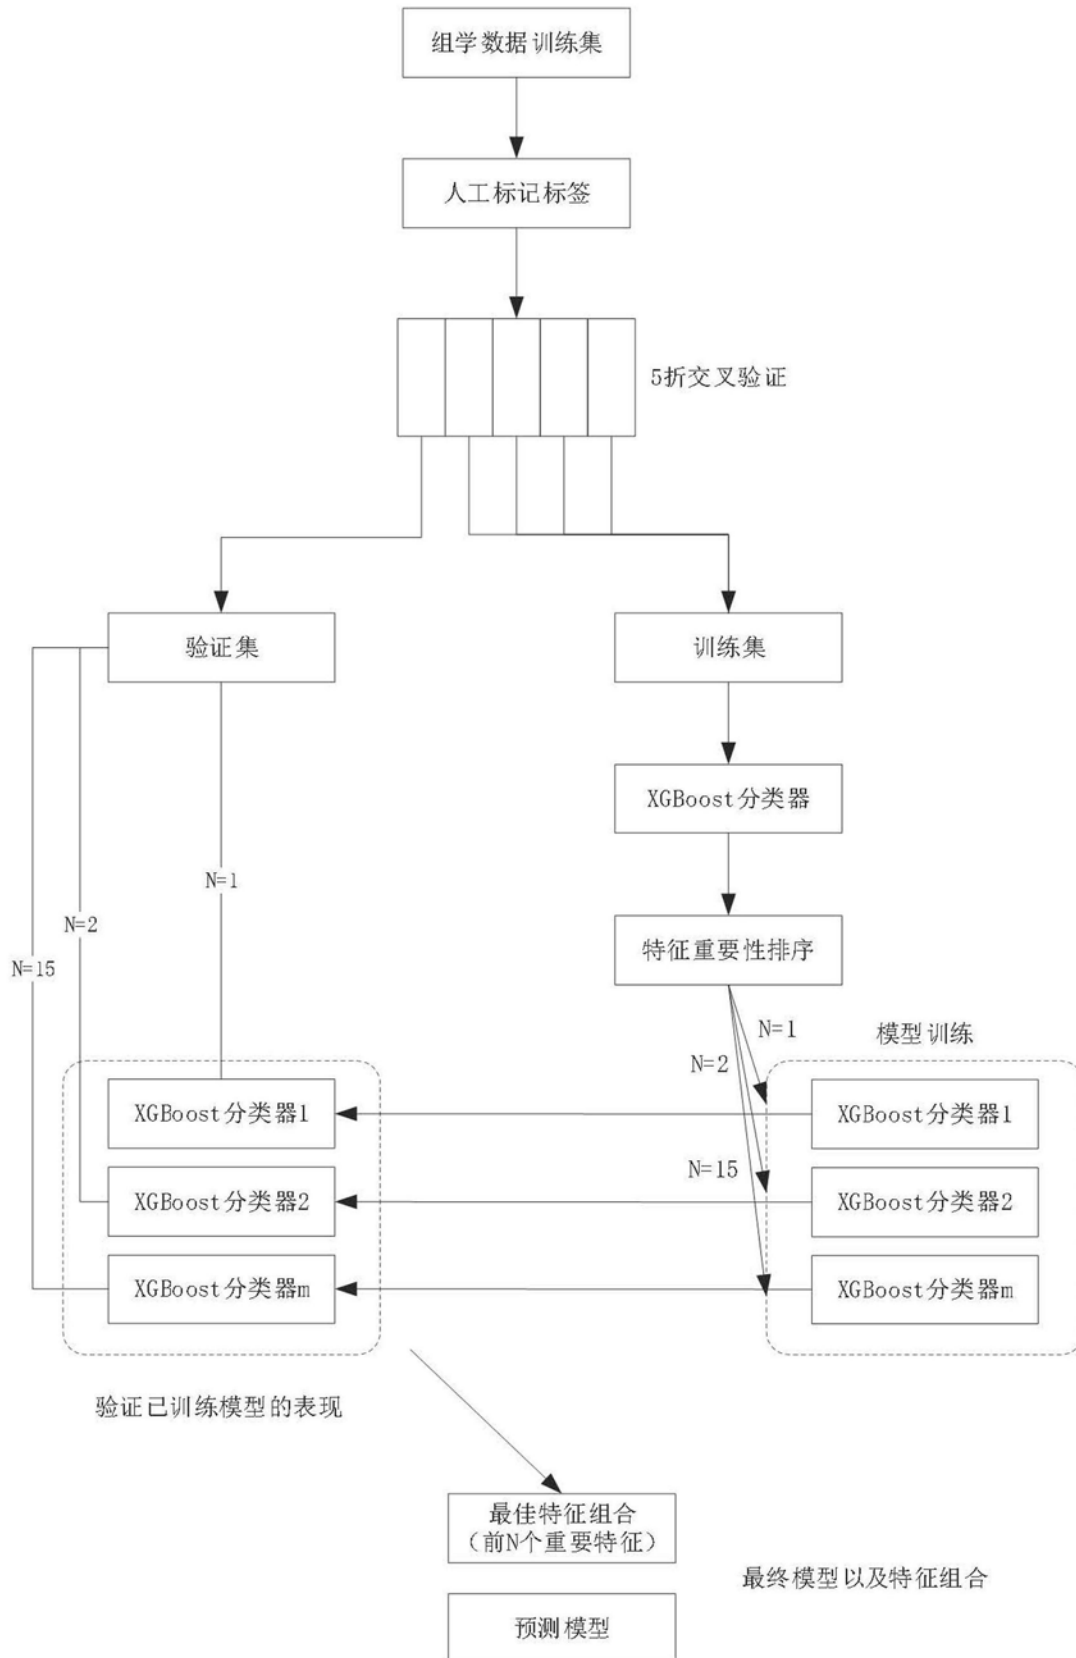 组学数据训练集
人工标记标签
5折交叉验证
验证集
训练集
XGBoost分类器
N=1
N=2
N=15
特征重要性排序
N=1
N=2
N=15
模型训练
XGBoost分类器1
XGBoost分类器1
XGBoost分类器2
XGBoost分类器2
XGBoost分类器m
XGBoost分类器m
验证已训练模型的表现
最佳特征组合
（前N个重要特征）
最终模型以及特征组合
预测模型